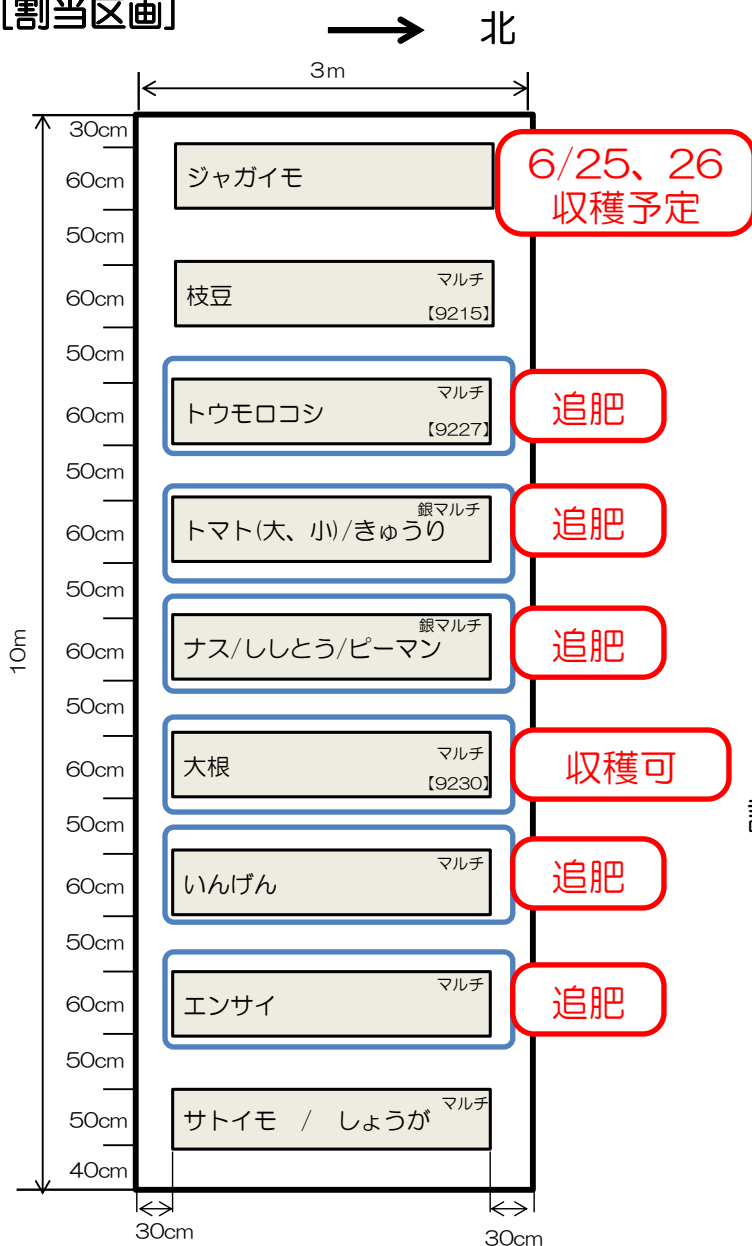 [割当区画]
北
3m
30cm
ジャガイモ
6/25、26
収穫予定
60cm
50cm
枝豆
マルチ
【9215】
60cm
50cm
トウモロコシ
マルチ
【9227】
追肥
60cm
50cm
トマト(大、小)/きゅうり
銀マルチ
追肥
60cm
50cm
ナス/ししとう/ピーマン
銀マルチ
追肥
60cm
10m
50cm
大根
マルチ
【9230】
収穫可
60cm
50cm
いんげん
マルチ
追肥
60cm
50cm
エンサイ
マルチ
追肥
60cm
50cm
サトイモ / しょうが
マルチ
50cm
40cm
30cm
30cm